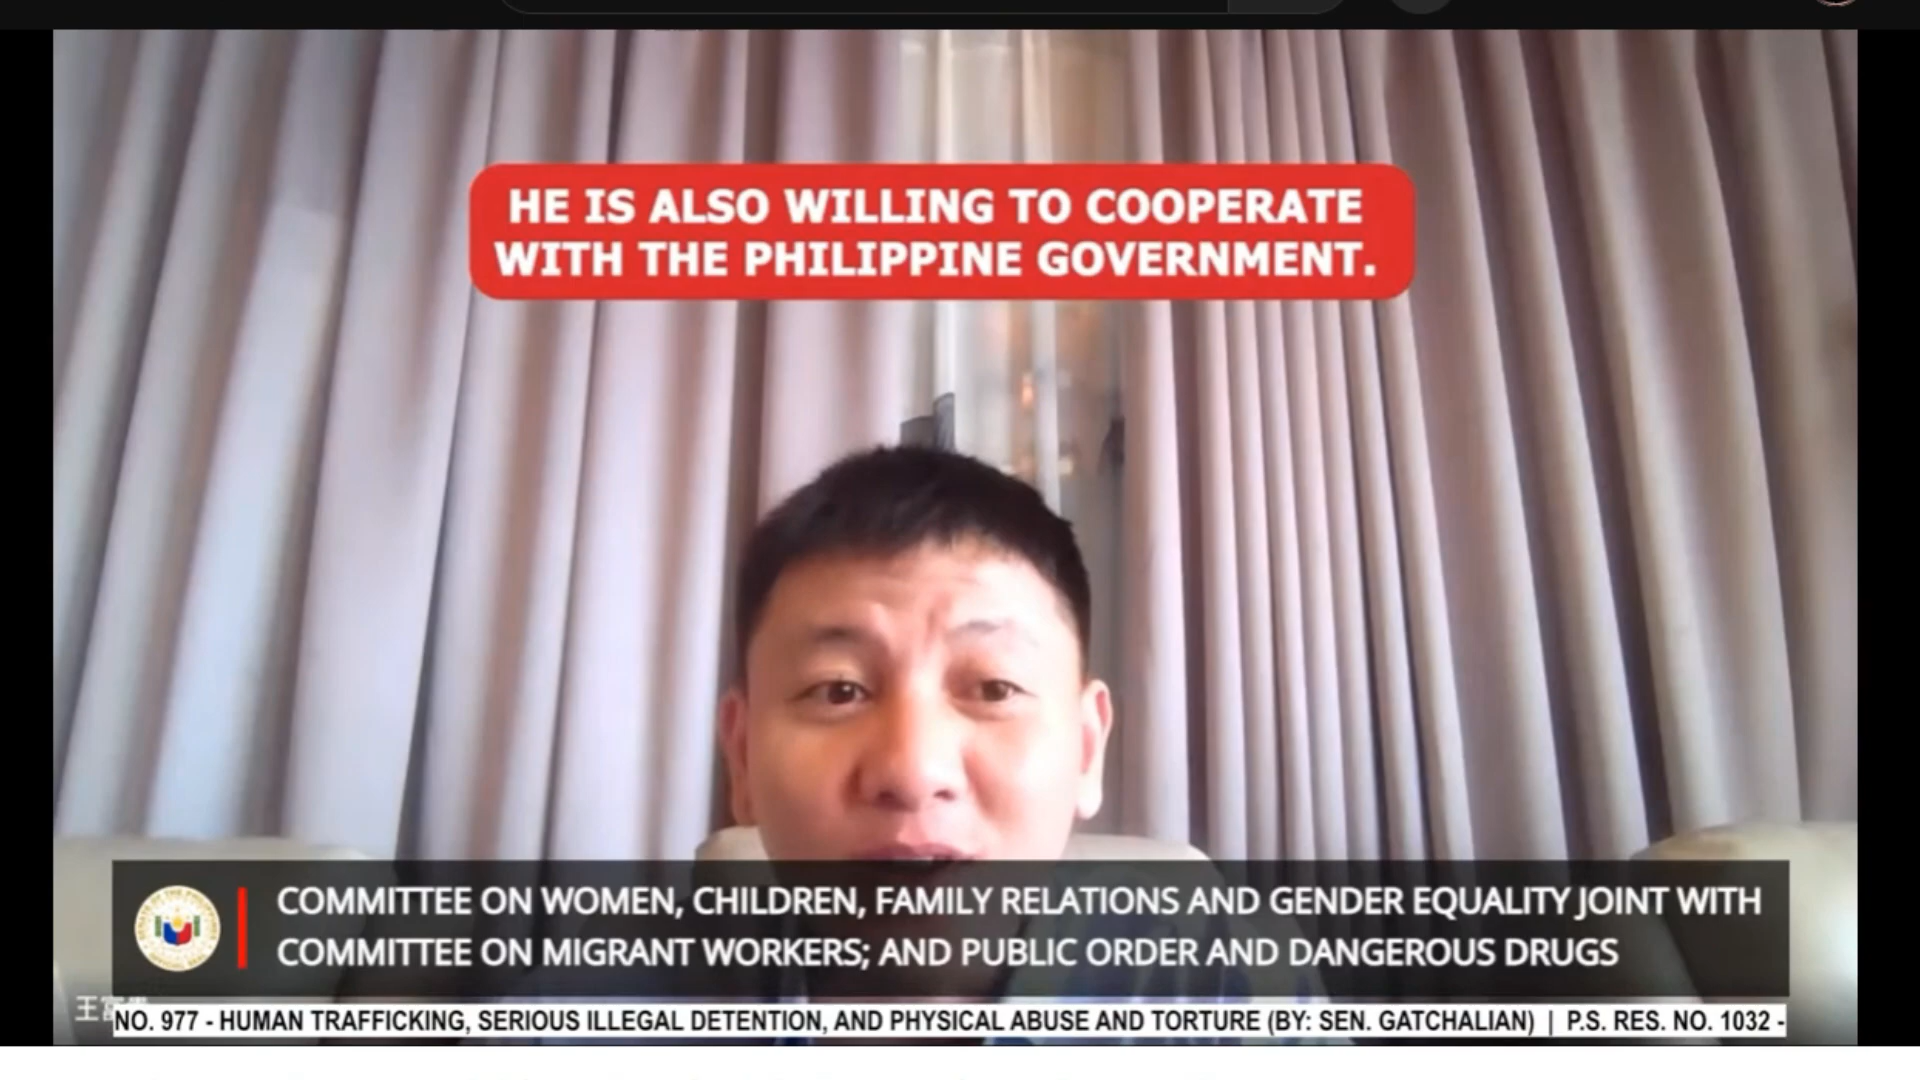 HE IS ALSO WILLING TO COOPERATE
WITH THE PHILIPPINE GOVERNMENT.
COMMITTEE ON WOMEN, CHILDREN, FAMILY RELATIONS AND GENDER EQUALITY JOINT WITH
COMMITTEE ON MIGRANT WORKERS; AND PUBLIC ORDER AND DANGEROUS DRUGS
NO. 977 - HUMAN TRAFFICKING, SERIOUS ILLEGAL DETENTION, AND PHYSICAL ABUSE AND TORTURE (BY: SEN. GATCHALIAN) | P.S. RES. NO. 1032 -